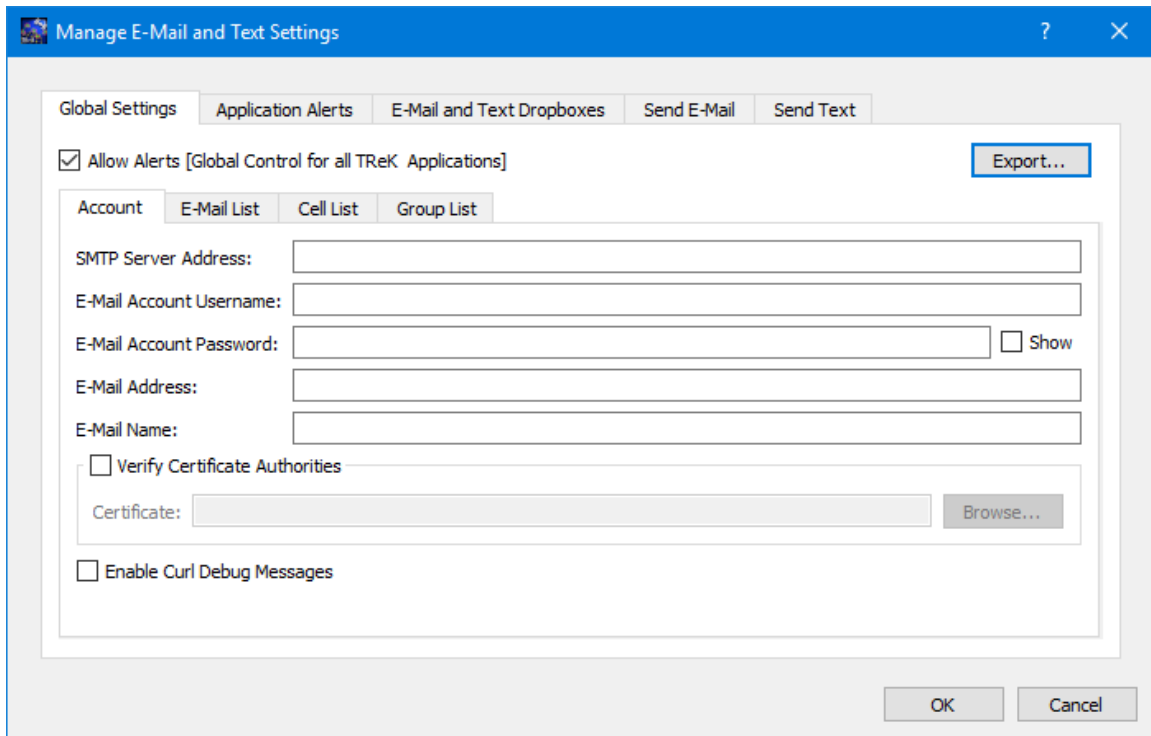 Manage E-Mail and Text Settings ?
Global Settings Application Alerts E-Mail and Text Dropboxes Send E-Mail Send Text
Allow Alerts [Global Control for all TReK  Applications] Export...
Account E-Mail List Cell List Group List
SMTP Server Address:
E-Mail Account Username:
E-Mail Account Password: Show
E-Mail Address:
E-Mail Name:
Verify Certificate Authorities
Certificate: Browse...
Enable Curl Debug Messages
OK Cancel